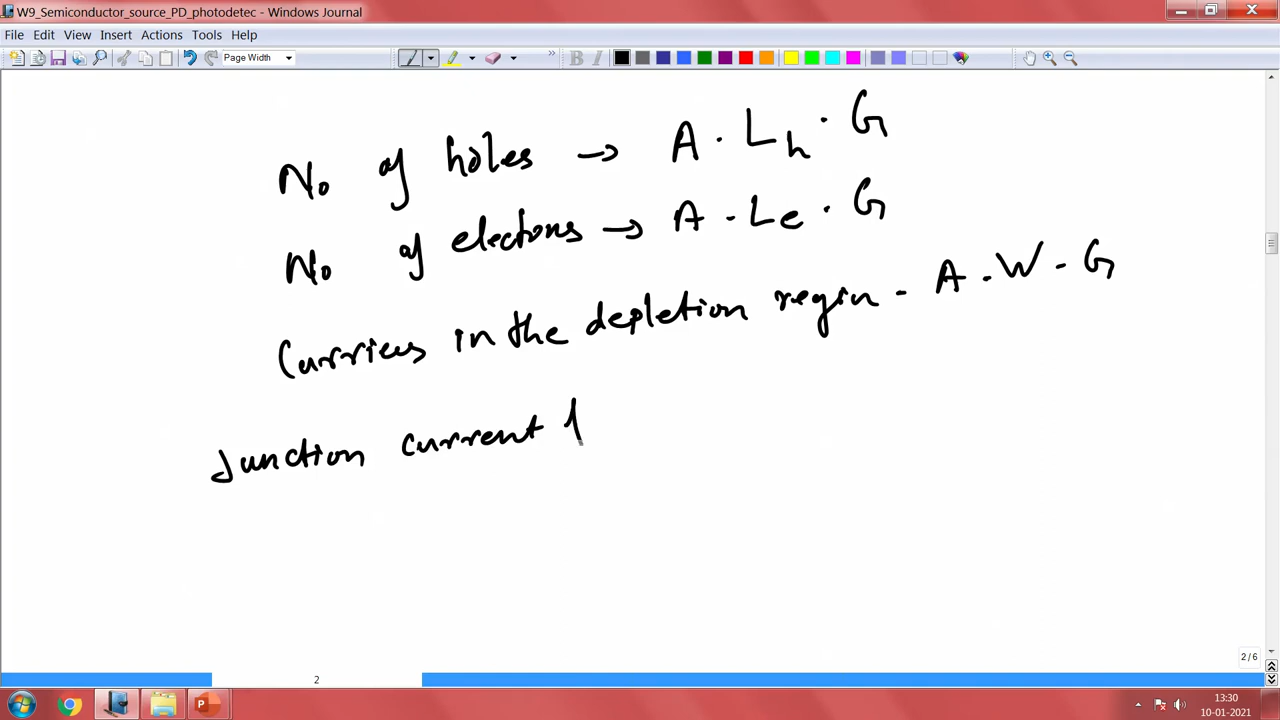 W9_Semiconductor_source_PD_photodetec - Windows Journal
File Edit View Insert Actions Tools Help
Page Width
No of holes → A · Lh · G
No of elections → A · Le · G
Carriers in the depletion region - A · W · G
Junction current
2/6
2
13:30
10-01-2021